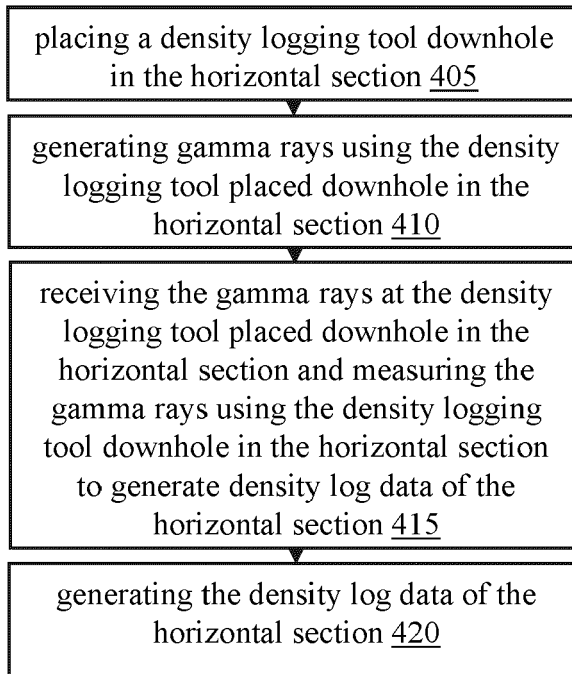 placing a density logging tool downhole
in the horizontal section 405
generating gamma rays using the density
logging tool placed downhole in the
horizontal section 410
receiving the gamma rays at the density
logging tool placed downhole in the
horizontal section and measuring the
gamma rays using the density logging
tool downhole in the horizontal section
to generate density log data of the
horizontal section 415
generating the density log data of the
horizontal section 420